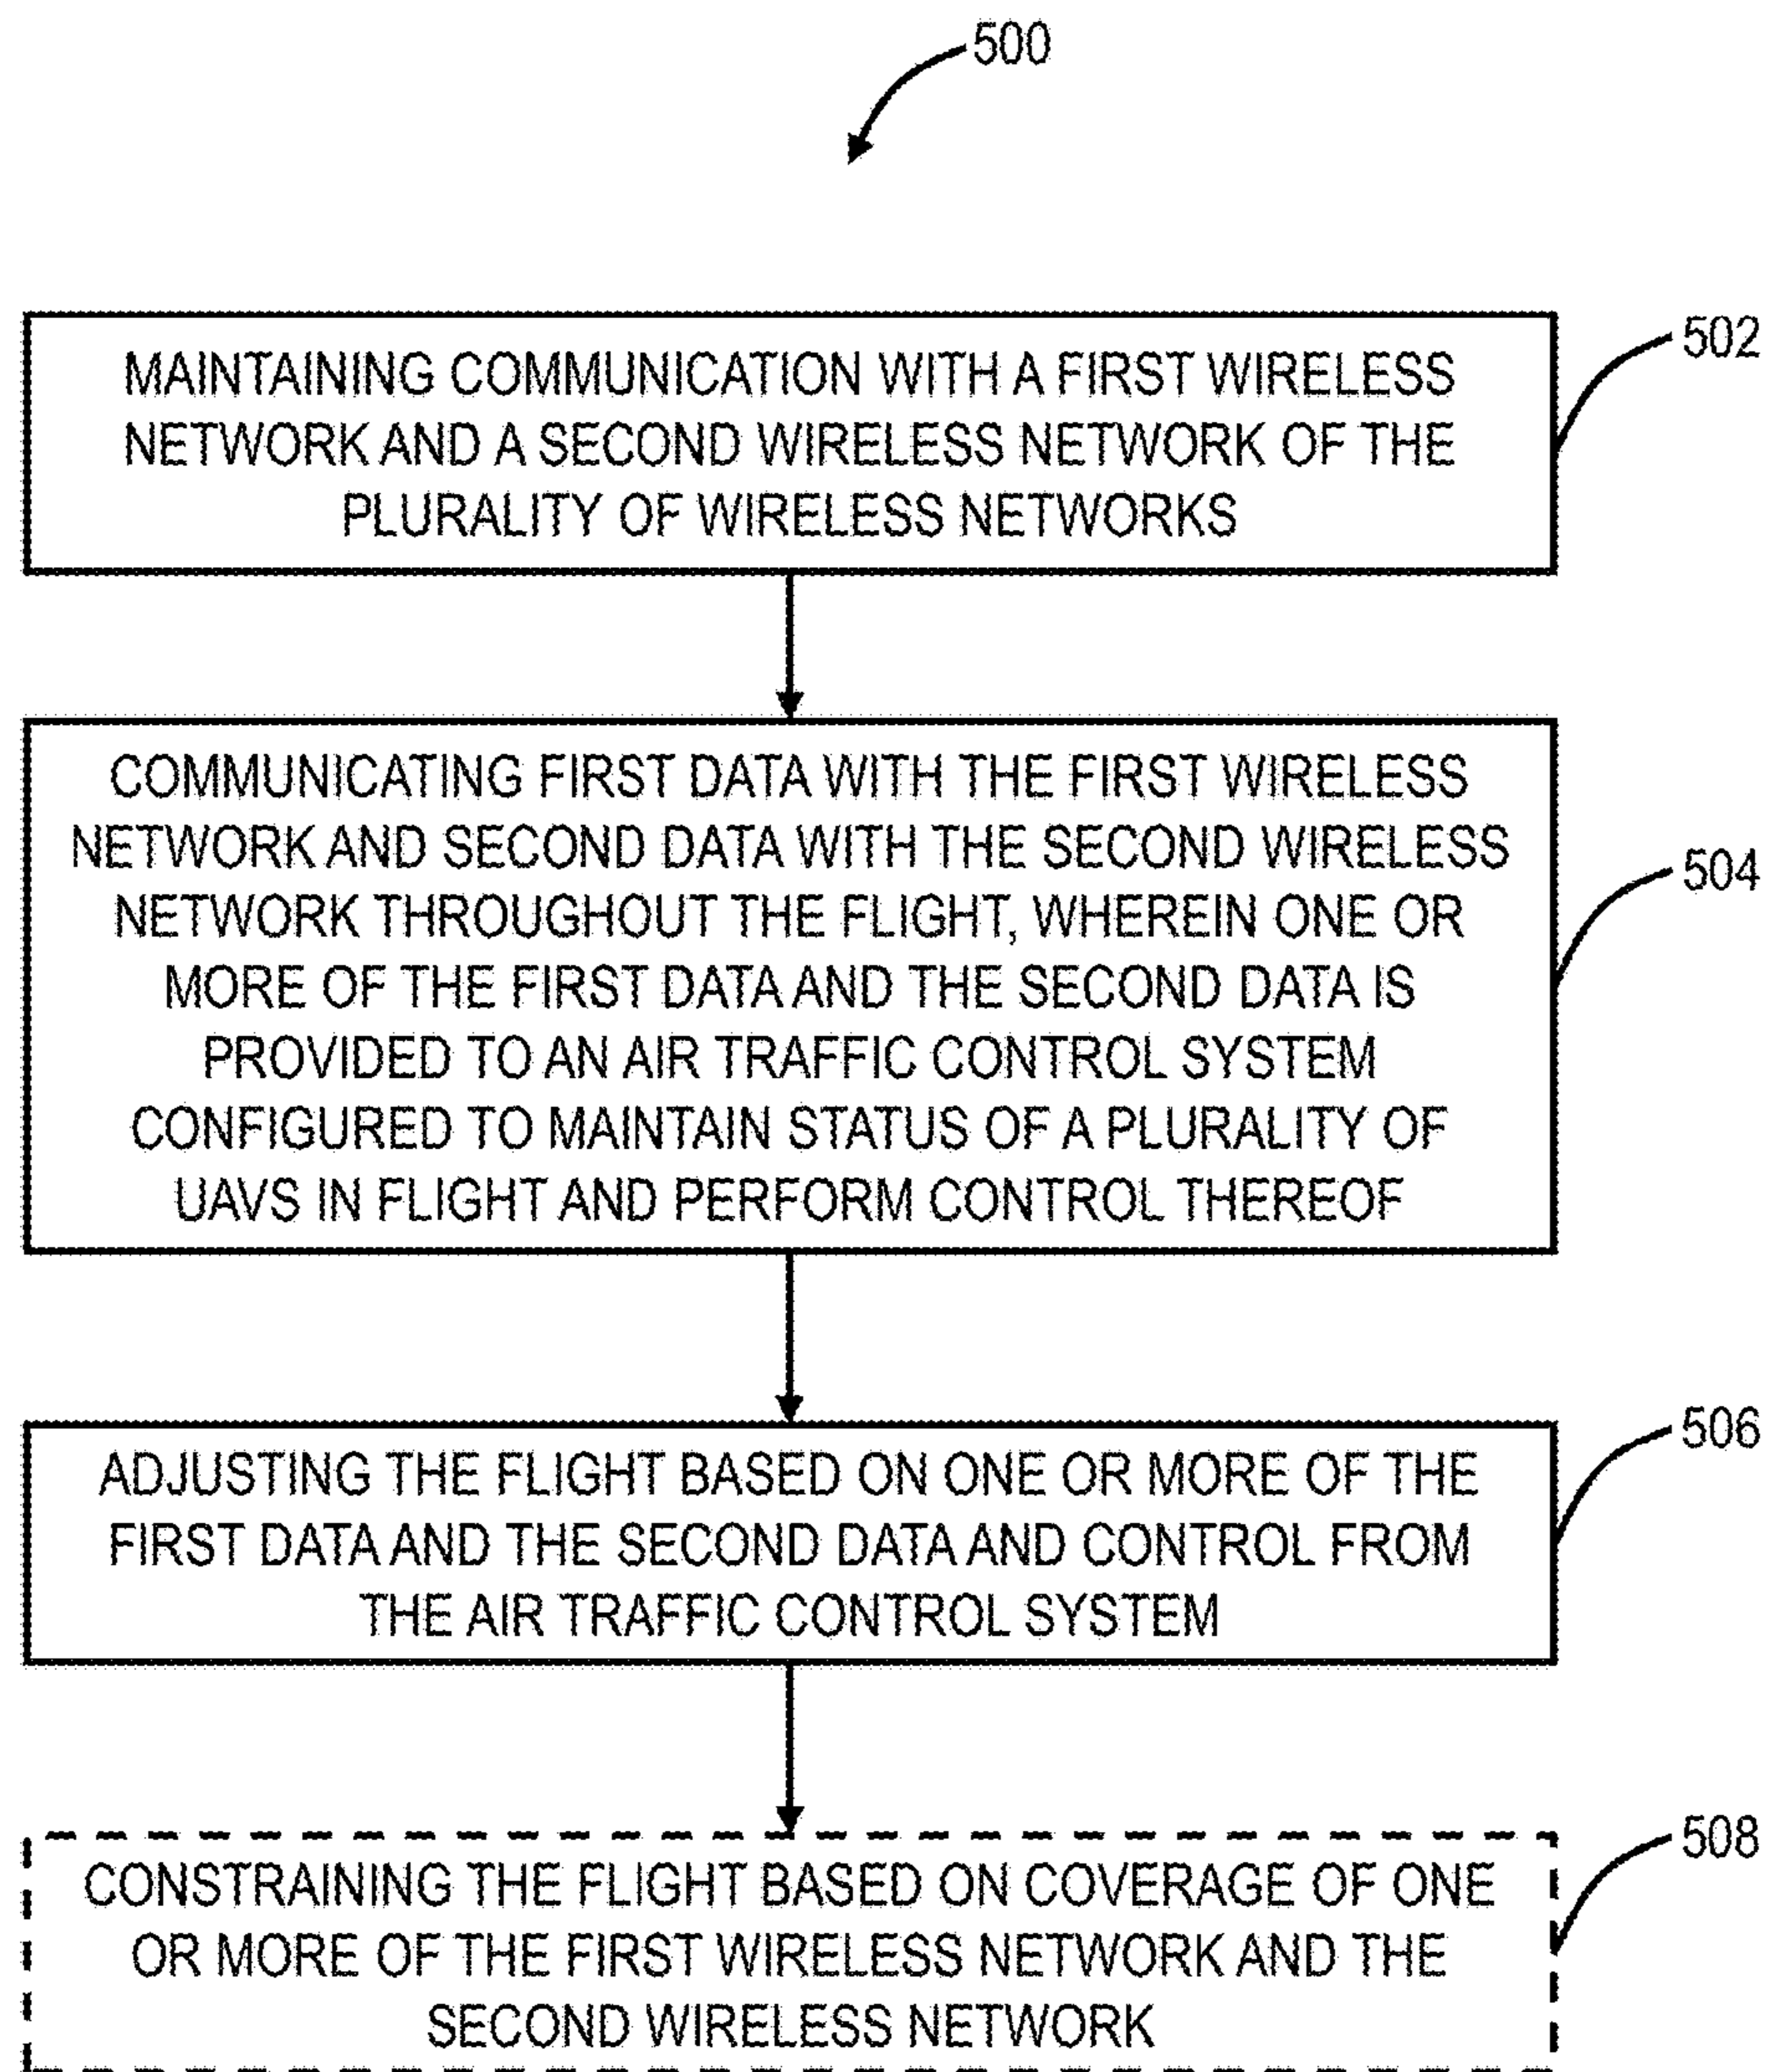 500
MAINTAINING COMMUNICATION WITH A FIRST WIRELESS
NETWORK AND A SECOND WIRELESS NETWORK OF THE
PLURALITY OF WIRELESS NETWORKS
502
COMMUNICATING FIRST DATA WITH THE FIRST WIRELESS
NETWORK AND SECOND DATA WITH THE SECOND WIRELESS
NETWORK THROUGHOUT THE FLIGHT, WHEREIN ONE OR
MORE OF THE FIRST DATA AND THE SECOND DATA IS
PROVIDED TO AN AIR TRAFFIC CONTROL SYSTEM
CONFIGURED TO MAINTAIN STATUS OF A PLURALITY OF
UAVS IN FLIGHT AND PERFORM CONTROL THEREOF
504
ADJUSTING THE FLIGHT BASED ON ONE OR MORE OF THE
FIRST DATA AND THE SECOND DATA AND CONTROL FROM
THE AIR TRAFFIC CONTROL SYSTEM
506
CONSTRAINING THE FLIGHT BASED ON COVERAGE OF ONE
OR MORE OF THE FIRST WIRELESS NETWORK AND THE
SECOND WIRELESS NETWORK
508